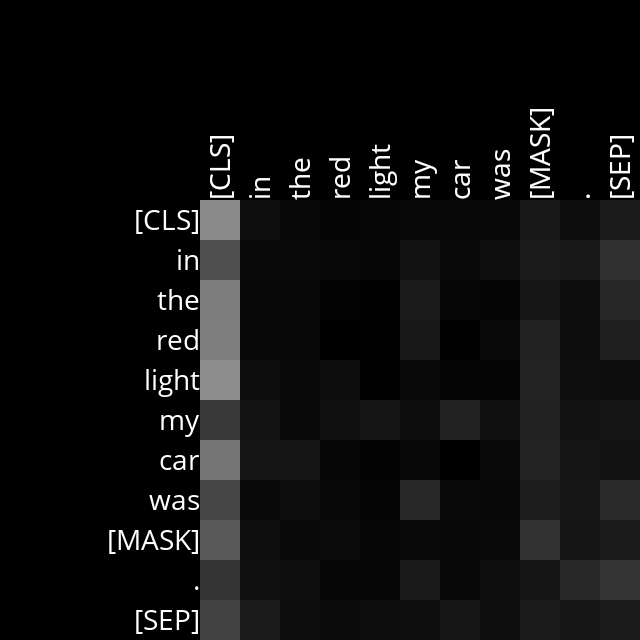 [CLS] in the red light my car was [MASK] . [SEP]
[CLS]
in
the
red
light
my
car
was
[MASK]
.
[SEP]